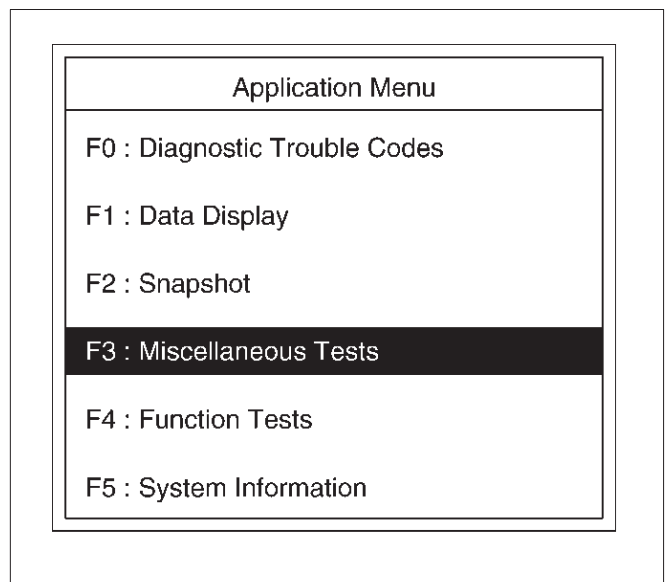 Application Menu
F0 : Diagnostic Trouble Codes
F1 : Data Display
F2 : Snapshot
F3 : Miscellaneous Tests
F4 : Function Tests
F5 : System Information